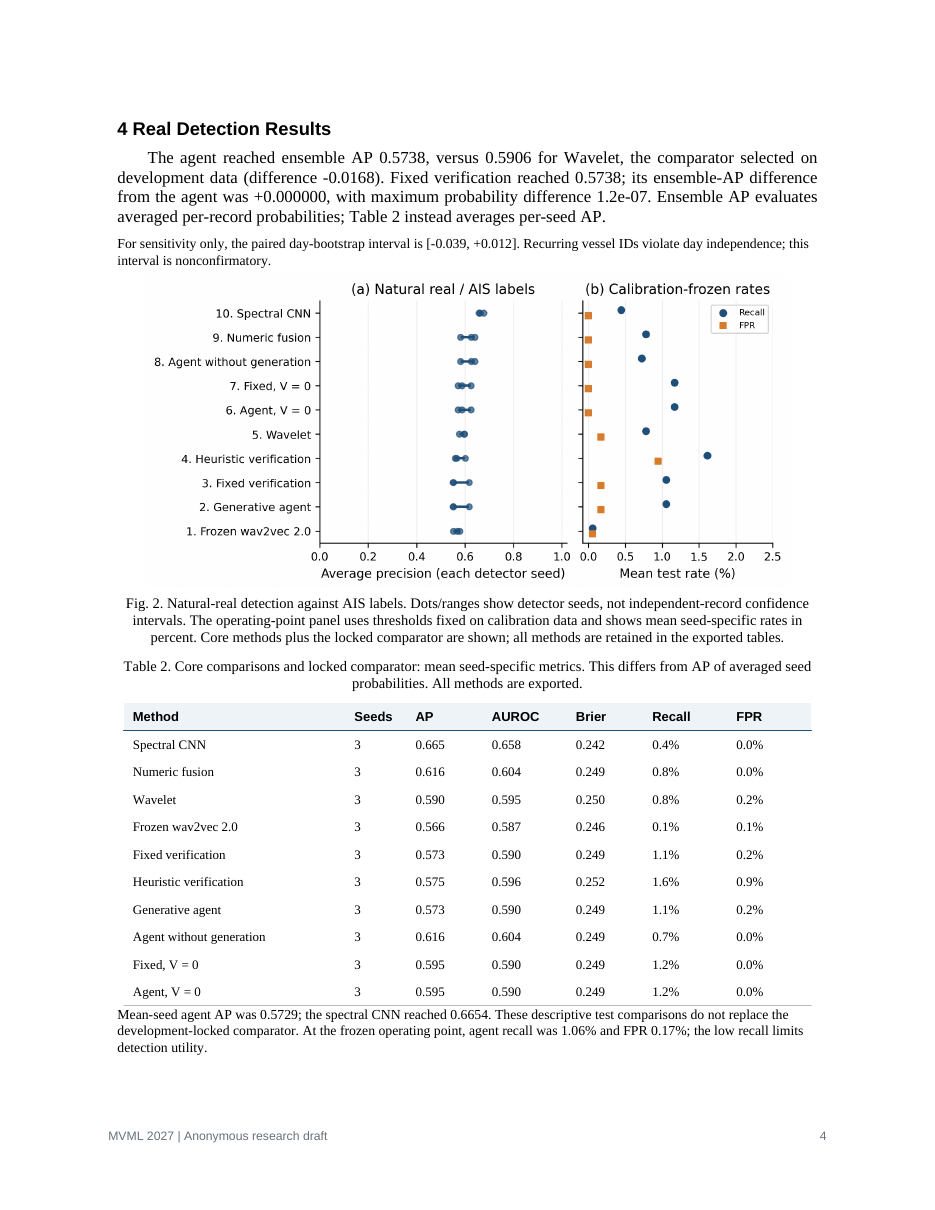 4 Real Detection Results
The agent reached ensemble AP 0.5738, versus 0.5906 for Wavelet, the comparator selected on
development data (difference -0.0168). Fixed verification reached 0.5738; its ensemble-AP difference
from the agent was +0.000000, with maximum probability difference 1.2e-07. Ensemble AP evaluates
averaged per-record probabilities; Table 2 instead averages per-seed AP.
For sensitivity only, the paired day-bootstrap interval is [-0.039, +0.012]. Recurring vessel IDs violate day independence; this
interval is nonconfirmatory.
(a) Natural real / AIS labels
10. Spectral CNN
9. Numeric fusion
8. Agent without generation
7. Fixed, V = 0
6. Agent, V = 0
5. Wavelet
4. Heuristic verification
3. Fixed verification
2. Generative agent
1. Frozen wav2vec 2.0
0.0 0.2 0.4 0.6 0.8 1.0
Average precision (each detector seed)
(b) Calibration-frozen rates
Recall
FPR
0.0 0.5 1.0 1.5 2.0 2.5
Mean test rate (%)
Fig. 2. Natural-real detection against AIS labels. Dots/ranges show detector seeds, not independent-record confidence
intervals. The operating-point panel uses thresholds fixed on calibration data and shows mean seed-specific rates in
percent. Core methods plus the locked comparator are shown; all methods are retained in the exported tables.
Table 2. Core comparisons and locked comparator: mean seed-specific metrics. This differs from AP of averaged seed
probabilities. All methods are exported.
Method Seeds AP AUROC Brier Recall FPR
Spectral CNN 3 0.665 0.658 0.242 0.4% 0.0%
Numeric fusion 3 0.616 0.604 0.249 0.8% 0.0%
Wavelet 3 0.590 0.595 0.250 0.8% 0.2%
Frozen wav2vec 2.0 3 0.566 0.587 0.246 0.1% 0.1%
Fixed verification 3 0.573 0.590 0.249 1.1% 0.2%
Heuristic verification 3 0.575 0.596 0.252 1.6% 0.9%
Generative agent 3 0.573 0.590 0.249 1.1% 0.2%
Agent without generation 3 0.616 0.604 0.249 0.7% 0.0%
Fixed, V = 0 3 0.595 0.590 0.249 1.2% 0.0%
Agent, V = 0 3 0.595 0.590 0.249 1.2% 0.0%
Mean-seed agent AP was 0.5729; the spectral CNN reached 0.6654. These descriptive test comparisons do not replace the
development-locked comparator. At the frozen operating point, agent recall was 1.06% and FPR 0.17%; the low recall limits
detection utility.
MVML 2027 | Anonymous research draft
4